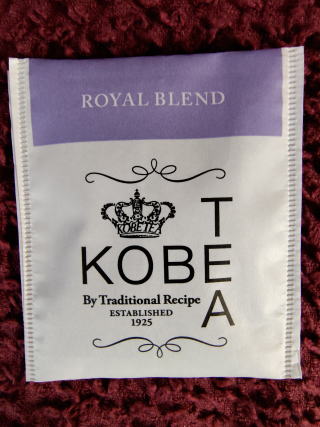 ROYAL BLEND
KOBETEA
KOBE
TEA
By Traditional Recipe
ESTABLISHED
1925